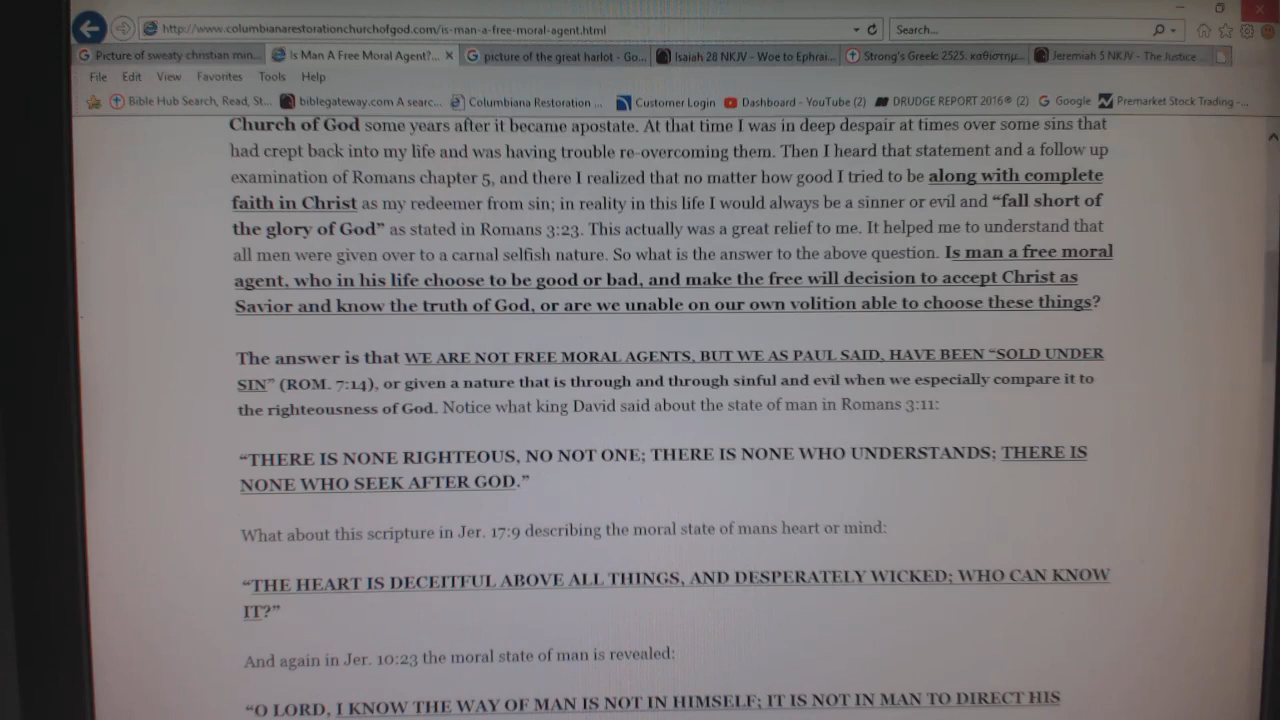 http://www.columbianarestorationchurchofgod.com/is-man-a-free-moral-agent.html
Search...
Picture of sweaty christian min...
Is Man A Free Moral Agent?...
picture of the great harlot - Go...
Isaiah 28 NKJV - Woe to Ephrai...
Strong's Greek: 2525. καθίστημ...
Jeremiah 5 NKJV - The Justice
File Edit View Favorites Tools Help
Bible Hub Search, Read, St...
biblegateway.com A searc...
Columbiana Restoration ...
Customer Login
Dashboard - YouTube (2)
DRUDGE REPORT 2016® (2)
Google
Premarket Stock Trading -...
Church of God some years after it became apostate. At that time I was in deep despair at times over some sins that
had crept back into my life and was having trouble re-overcoming them. Then I heard that statement and a follow up
examination of Romans chapter 5, and there I realized that no matter how good I tried to be along with complete
faith in Christ as my redeemer from sin; in reality in this life I would always be a sinner or evil and “fall short of
the glory of God” as stated in Romans 3:23. This actually was a great relief to me. It helped me to understand that
all men were given over to a carnal selfish nature. So what is the answer to the above question. Is man a free moral
agent, who in his life choose to be good or bad, and make the free will decision to accept Christ as
Savior and know the truth of God, or are we unable on our own volition able to choose these things?
The answer is that WE ARE NOT FREE MORAL AGENTS, BUT WE AS PAUL SAID, HAVE BEEN “SOLD UNDER
SIN” (ROM. 7:14), or given a nature that is through and through sinful and evil when we especially compare it to
the righteousness of God. Notice what king David said about the state of man in Romans 3:11:
“THERE IS NONE RIGHTEOUS, NO NOT ONE; THERE IS NONE WHO UNDERSTANDS; THERE IS
NONE WHO SEEK AFTER GOD.”
What about this scripture in Jer. 17:9 describing the moral state of mans heart or mind:
“THE HEART IS DECEITFUL ABOVE ALL THINGS, AND DESPERATELY WICKED; WHO CAN KNOW
IT?”
And again in Jer. 10:23 the moral state of man is revealed:
“O LORD, I KNOW THE WAY OF MAN IS NOT IN HIMSELF; IT IS NOT IN MAN TO DIRECT HIS